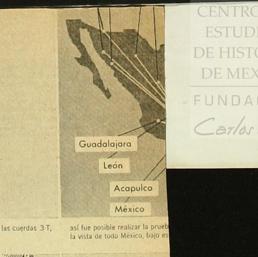 CENTRO
ESTUDI
DE HISTO
DE MEX
FUNDA
Carlos
Guadalajara
León
Acapulco
México
las cuerdas 3-T,
así fue posible realizar la prueb
la vista de todo México, bajo es